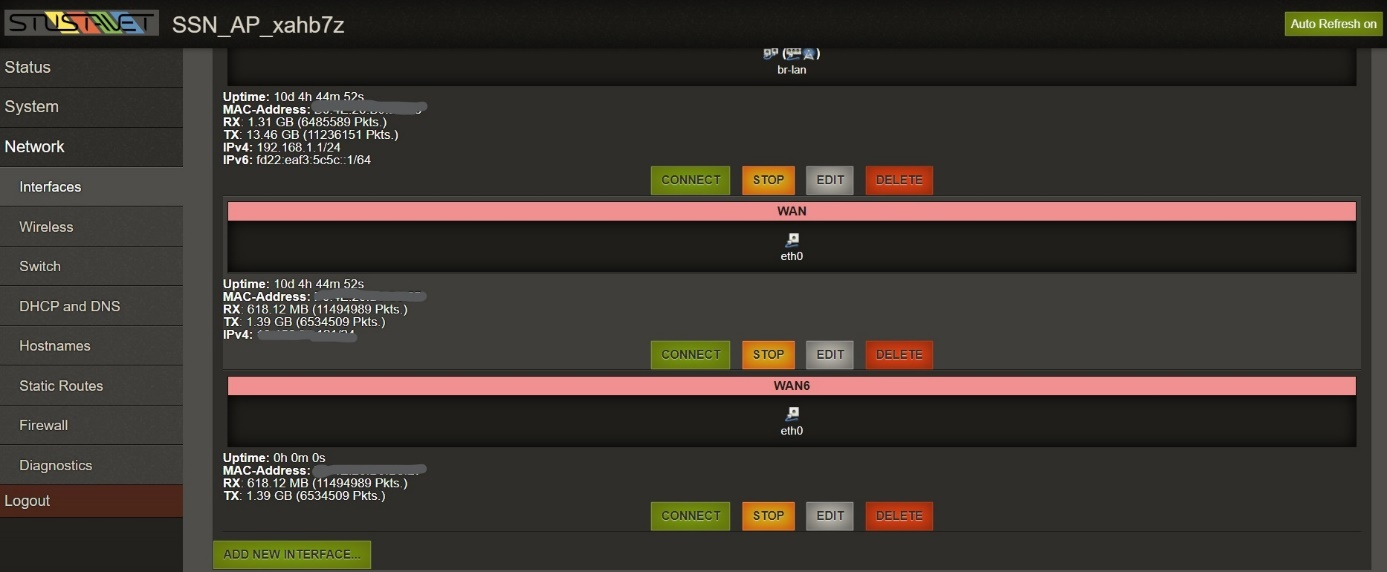 STUSTANET SSN_AP_xahb7z
Auto Refresh on
Status
System
Network
Interfaces
Wireless
Switch
DHCP and DNS
Hostnames
Static Routes
Firewall
Diagnostics
Logout
br-lan
Uptime: 10d 4h 44m 52s
MAC-Address:
RX: 1.31 GB (6485589 Pkts.)
TX: 13.46 GB (11236151 Pkts.)
IPv4: 192.168.1.1/24
IPv6: fd22:eaf3:5c5c::1/64
CONNECT STOP EDIT DELETE
WAN
eth0
Uptime: 10d 4h 44m 52s
MAC-Address:
RX: 618.12 MB (11494989 Pkts.)
TX: 1.39 GB (6534509 Pkts.)
IPv4:
CONNECT STOP EDIT DELETE
WAN6
eth0
Uptime: 0h 0m 0s
MAC-Address:
RX: 618.12 MB (11494989 Pkts.)
TX: 1.39 GB (6534509 Pkts.)
CONNECT STOP EDIT DELETE
ADD NEW INTERFACE...